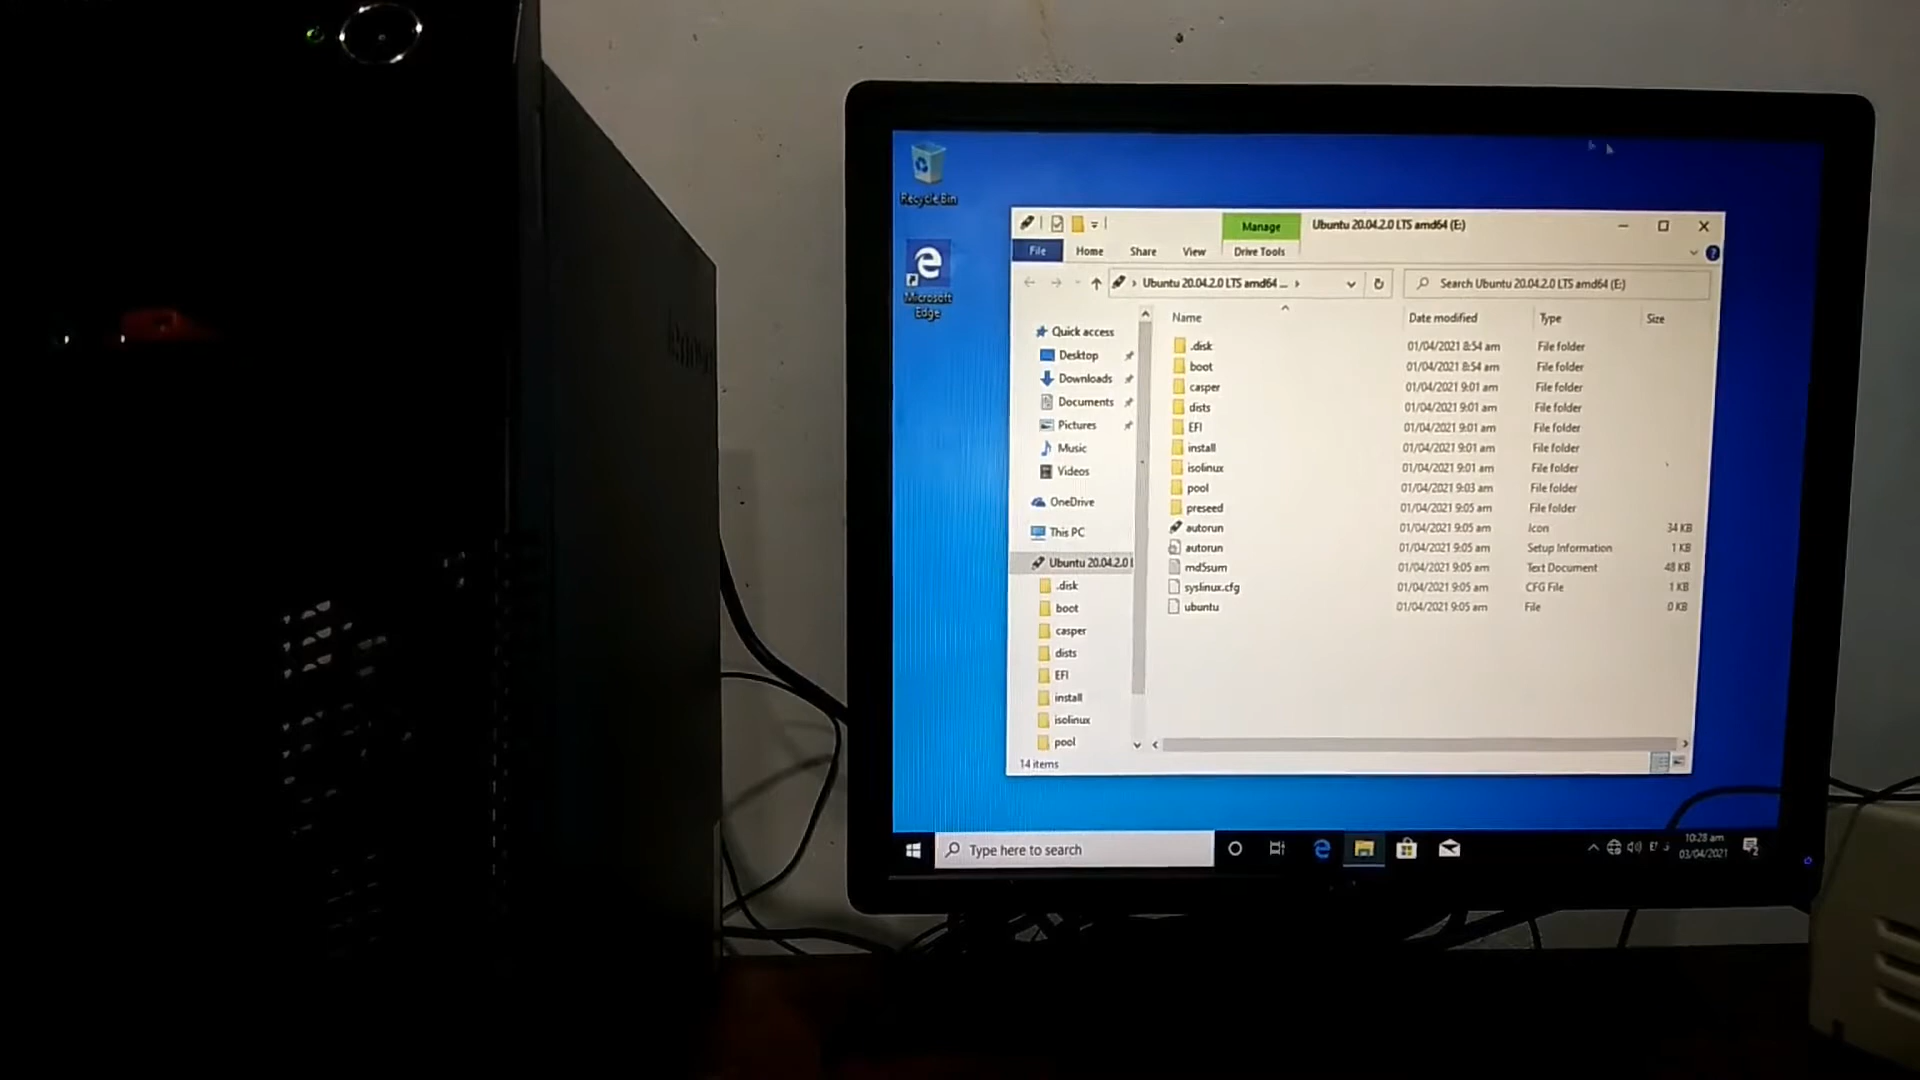 Recycle Bin
Microsoft
Edge
Manage
Ubuntu 20.04.2.0 LTS amd64 (E:)
File
Home
Share
View
Drive Tools
Ubuntu 20.04.2.0 LTS amd64 ...
Search Ubuntu 20.04.2.0 LTS amd64 (E:)
Quick access
Desktop
Downloads
Documents
Pictures
Music
Videos
OneDrive
This PC
Ubuntu 20.04.2.0 L
.disk
boot
casper
dists
EFI
install
isolinux
pool
Name Date modified Type Size
.disk 01/04/2021 8:54 am File folder
boot 01/04/2021 8:54 am File folder
casper 01/04/2021 9:01 am File folder
dists 01/04/2021 9:01 am File folder
EFI 01/04/2021 9:01 am File folder
install 01/04/2021 9:01 am File folder
isolinux 01/04/2021 9:01 am File folder
pool 01/04/2021 9:03 am File folder
preseed 01/04/2021 9:05 am File folder
autorun 01/04/2021 9:05 am Icon 34 KB
autorun 01/04/2021 9:05 am Setup Information 1 KB
md5sum 01/04/2021 9:05 am Text Document 48 KB
syslinux.cfg 01/04/2021 9:05 am CFG File 1 KB
ubuntu 01/04/2021 9:05 am File 0 KB
14 items
Type here to search
10:28 am
03/04/2021